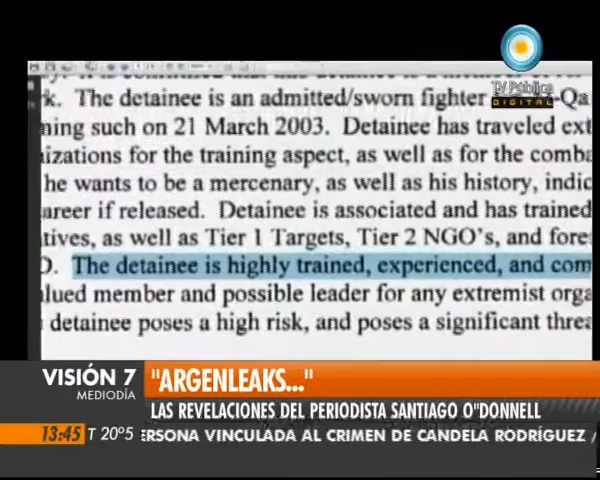 TV Pública
DIGITAL
k. The detainee is an admitted/sworn fighter
ning such on 21 March 2003. Detainee has traveled ext
izations for the training aspect, as well as for the comba
he wants to be a mercenary, as well as his history, indic
areer if released. Detainee is associated and has trained
tives, as well as Tier 1 Targets, Tier 2 NGO's, and fore
O. The detainee is highly trained, experienced, and com
lued member and possible leader for any extremist orga
detainee poses a high risk, and poses a significant threa
VISIÓN 7
MEDIODÍA
"ARGENLEAKS..."
LAS REVELACIONES DEL PERIODISTA SANTIAGO O"DONNELL
13:45 T 20°5 ERSONA VINCULADA AL CRIMEN DE CANDELA RODRÍGUEZ /